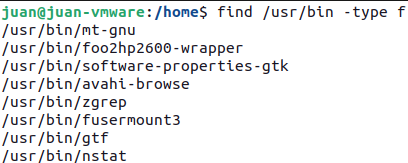 juan@juan-vmware:/home$ find /usr/bin -type f
/usr/bin/mt-gnu
/usr/bin/foo2hp2600-wrapper
/usr/bin/software-properties-gtk
/usr/bin/avahi-browse
/usr/bin/zgrep
/usr/bin/fusermount3
/usr/bin/gtf
/usr/bin/nstat